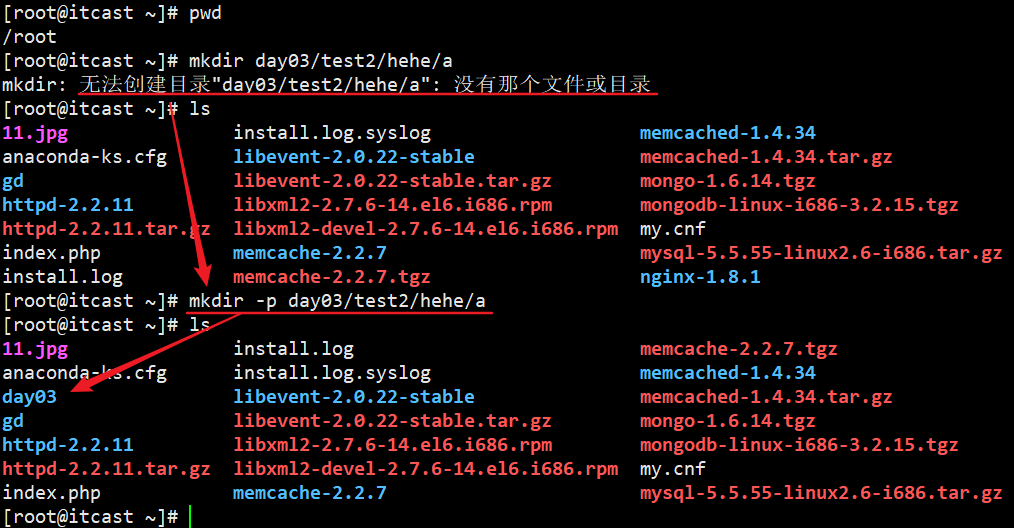 [root@itcast ~]# pwd
/root
[root@itcast ~]# mkdir day03/test2/hehe/a
mkdir: 无法创建目录"day03/test2/hehe/a": 没有那个文件或目录
[root@itcast ~]# ls
11.jpg install.log.syslog memcached-1.4.34
anaconda-ks.cfg libevent-2.0.22-stable memcached-1.4.34.tar.gz
gd libevent-2.0.22-stable.tar.gz mongo-1.6.14.tgz
httpd-2.2.11 libxml2-2.7.6-14.el6.i686.rpm mongodb-linux-i686-3.2.15.tgz
httpd-2.2.11.tar.gz libxml2-devel-2.7.6-14.el6.i686.rpm my.cnf
index.php memcache-2.2.7 mysql-5.5.55-linux2.6-i686.tar.gz
install.log memcache-2.2.7.tgz nginx-1.8.1
[root@itcast ~]# mkdir -p day03/test2/hehe/a
[root@itcast ~]# ls
11.jpg install.log memcache-2.2.7.tgz
anaconda-ks.cfg install.log.syslog memcached-1.4.34
day03 libevent-2.0.22-stable memcached-1.4.34.tar.gz
gd libevent-2.0.22-stable.tar.gz mongo-1.6.14.tgz
httpd-2.2.11 libxml2-2.7.6-14.el6.i686.rpm mongodb-linux-i686-3.2.15.tgz
httpd-2.2.11.tar.gz libxml2-devel-2.7.6-14.el6.i686.rpm my.cnf
index.php memcache-2.2.7 mysql-5.5.55-linux2.6-i686.tar.gz
[root@itcast ~]#